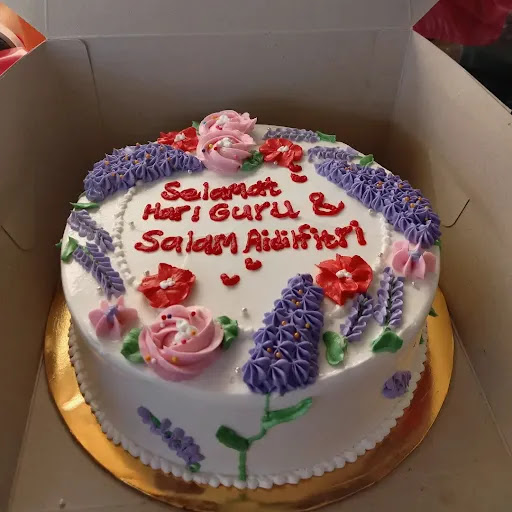 Selamat
Hari Guru &
Salam Aidilfitri